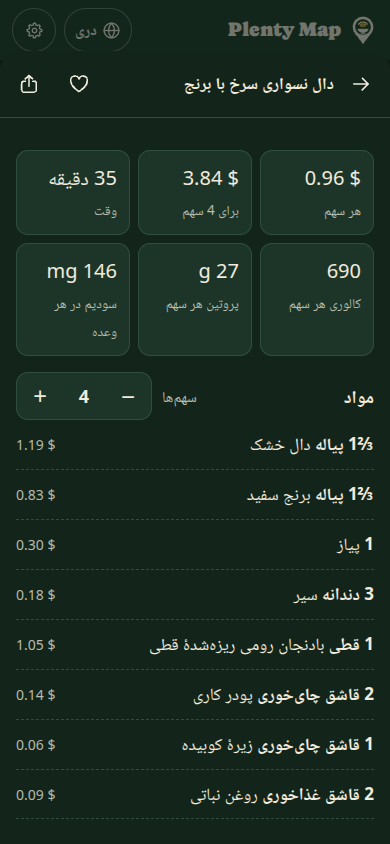 Plenty Map
دری
دال نسواری سرخ با برنج
$ 0.96
هر سهم
$ 3.84
برای 4 سهم
35 دقیقه
وقت
690
کالوری هر سهم
27 g
پروتین هر سهم
146 mg
سودیم در هر
وعده
مواد
سهم‌ها
− 4 +
1⅔ پیاله دال خشک
1.19 $
1⅔ پیاله برنج سفید
0.83 $
1 پیاز
0.30 $
3 دندانه سیر
0.18 $
1 قطی بادنجان رومی ریزه‌شدهٔ قطی
1.05 $
2 قاشق چای‌خوری پودر کاری
0.14 $
1 قاشق چای‌خوری زیرهٔ کوبیده
0.06 $
2 قاشق غذاخوری روغن نباتی
0.09 $